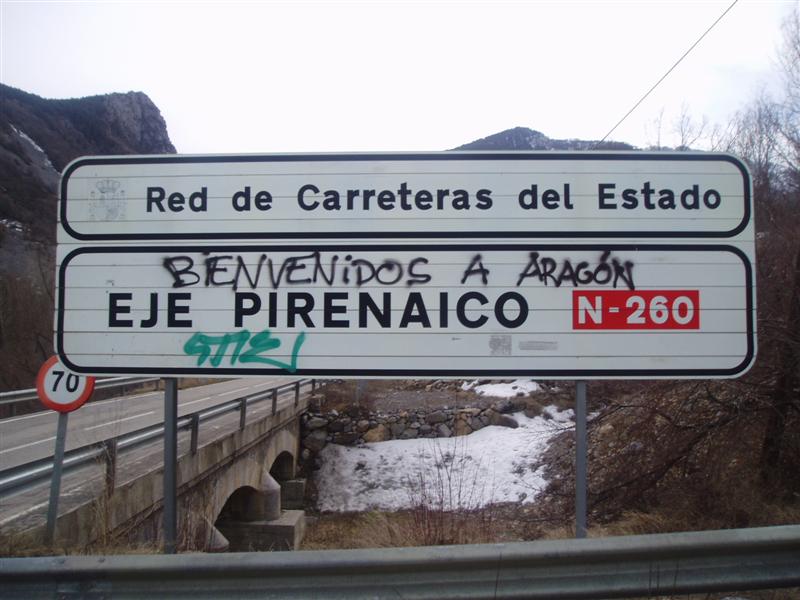 Red de Carreteras del Estado
BIENVENIDOS A ARAGÓN
EJE PIRENAICO N-260
70